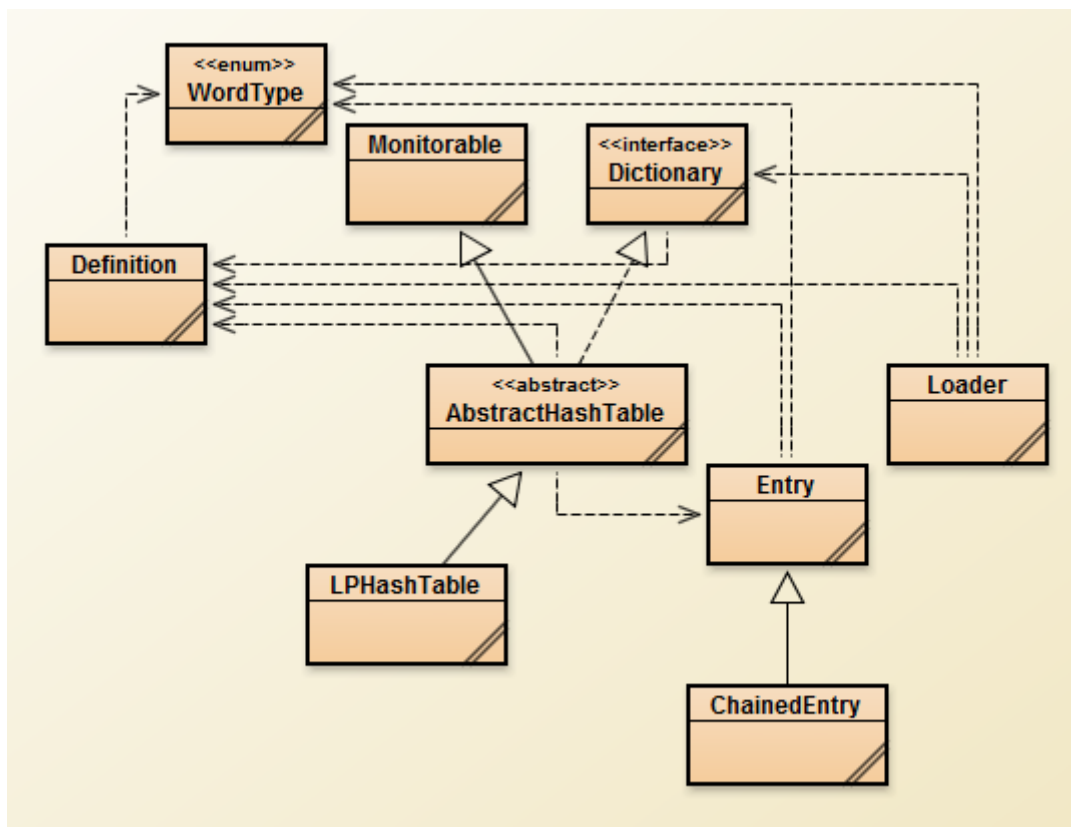 <<enum>>
WordType
Monitorable
<<interface>>
Dictionary
Definition
<<abstract>>
AbstractHashTable
Loader
Entry
LPHashTable
ChainedEntry